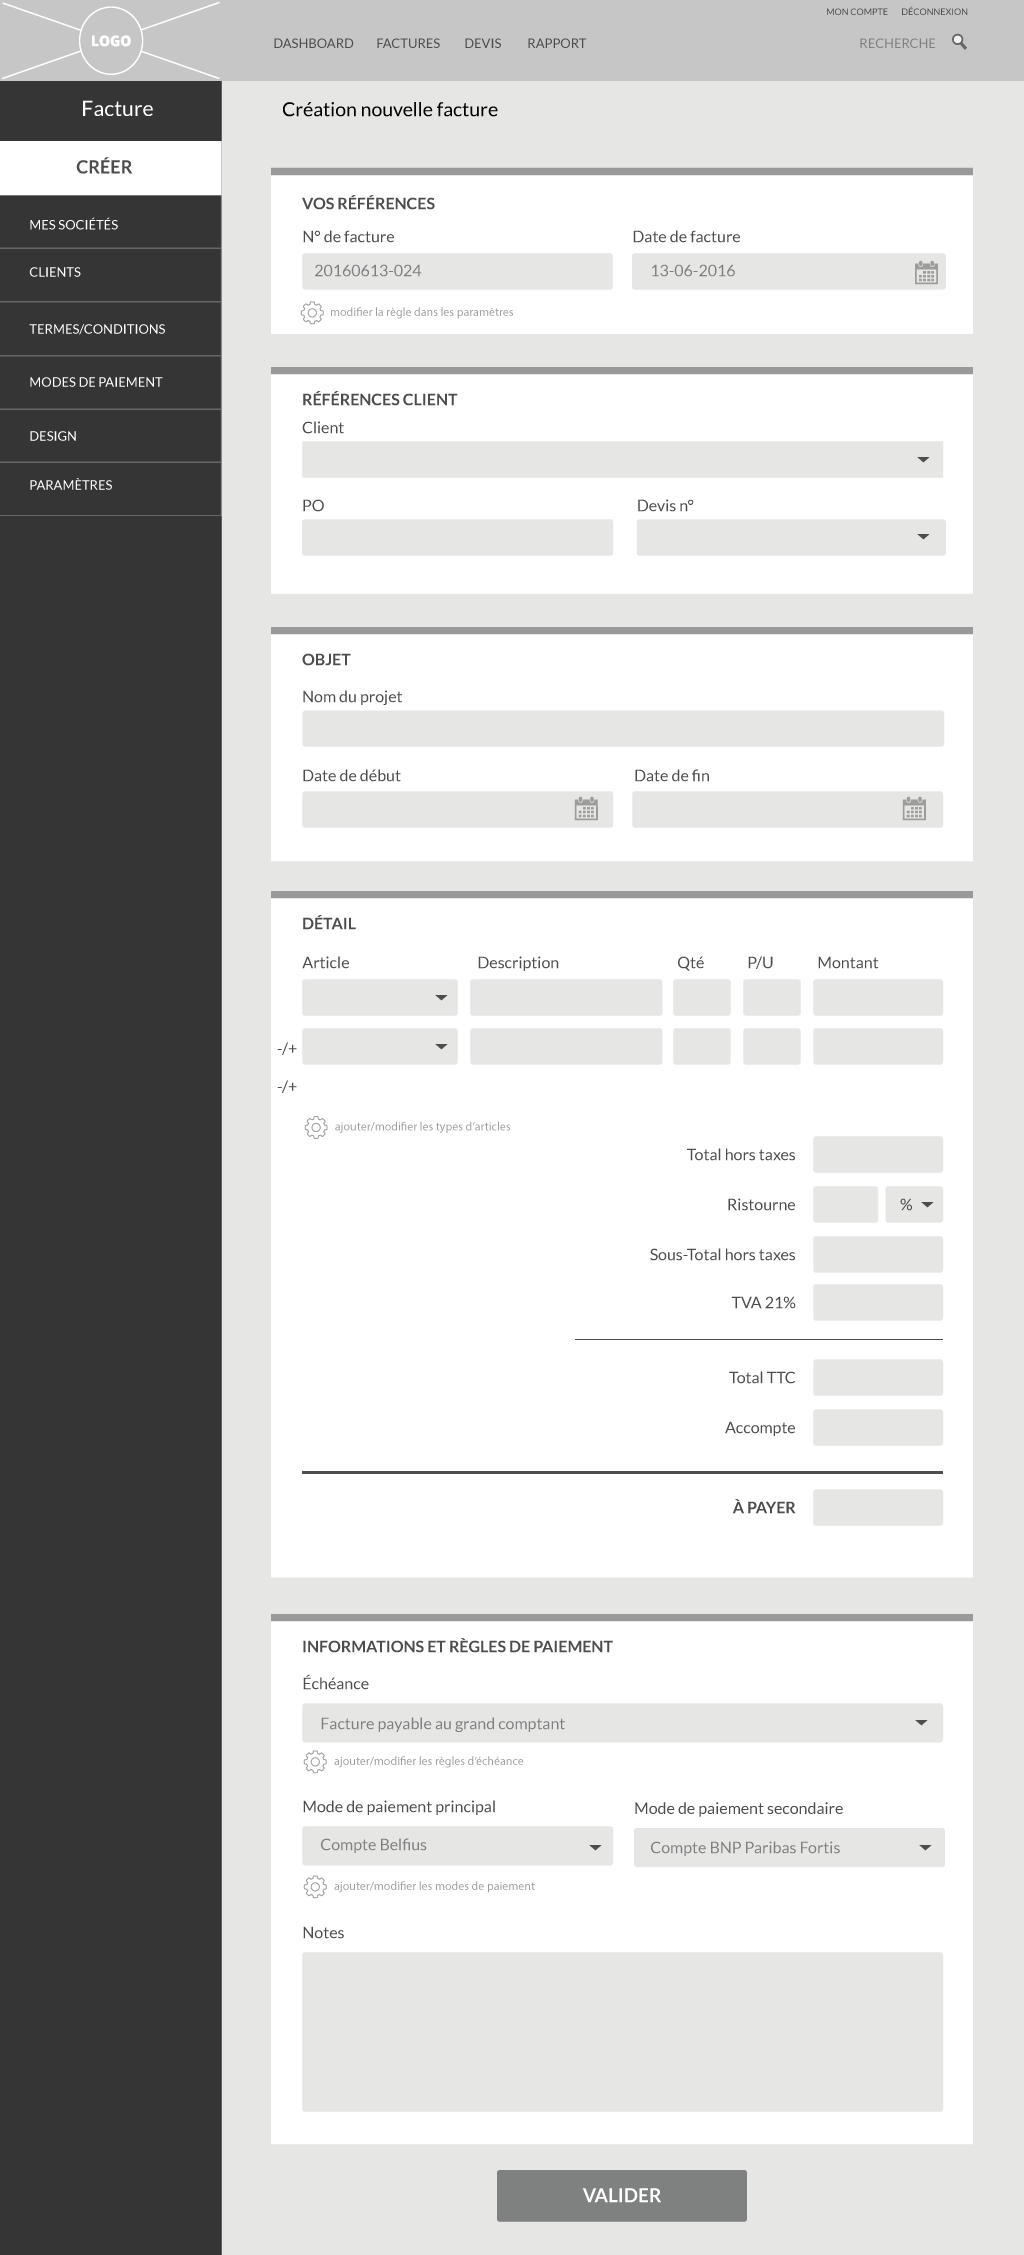 MON COMPTE DÉCONNEXION
LOGO
DASHBOARD FACTURES DEVIS RAPPORT RECHERCHE
Facture
Création nouvelle facture
CRÉER
MES SOCIÉTÉS
CLIENTS
TERMES/CONDITIONS
MODES DE PAIEMENT
DESIGN
PARAMÈTRES
VOS RÉFÉRENCES
N° de facture Date de facture
20160613-024 13-06-2016
modifier la règle dans les paramètres
RÉFÉRENCES CLIENT
Client
PO Devis n°
OBJET
Nom du projet
Date de début Date de fin
DÉTAIL
Article Description Qté P/U Montant
-/+
-/+
ajouter/modifier les types d'articles
Total hors taxes
Ristourne %
Sous-Total hors taxes
TVA 21%
Total TTC
Accompte
À PAYER
INFORMATIONS ET RÈGLES DE PAIEMENT
Échéance
Facture payable au grand comptant
ajouter/modifier les règles d'échéance
Mode de paiement principal Mode de paiement secondaire
Compte Belfius Compte BNP Paribas Fortis
ajouter/modifier les modes de paiement
Notes
VALIDER